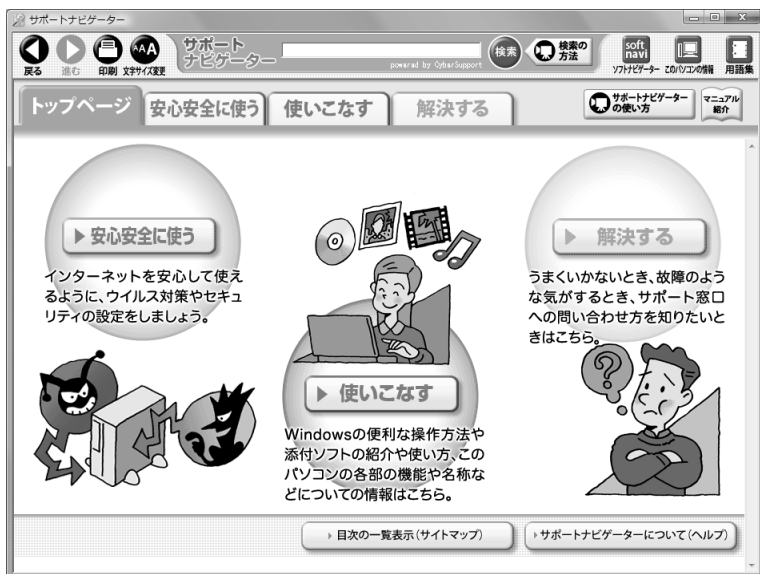 サポートナビゲーター
戻る
進む
印刷
AAA
文字サイズ変更
サポート
ナビゲーター
powered by CyberSupport
検索
検索の
方法
soft
navi
ソフトナビゲーター
このパソコンの情報
用語集
トップページ
安心安全に使う
使いこなす
解決する
サポートナビゲーター
の使い方
マニュアル
紹介
安心安全に使う
インターネットを安心して使え
るように、ウイルス対策やセキュ
リティの設定をしましょう。
使いこなす
Windowsの便利な操作方法や
添付ソフトの紹介や使い方、この
パソコンの各部の機能や名称な
どについての情報はこちら。
解決する
うまくいかないとき、故障のよう
な気がするとき、サポート窓口
への問い合わせ方を知りたいと
きはこちら。
?
目次の一覧表示(サイトマップ)
サポートナビゲーターについて(ヘルプ)